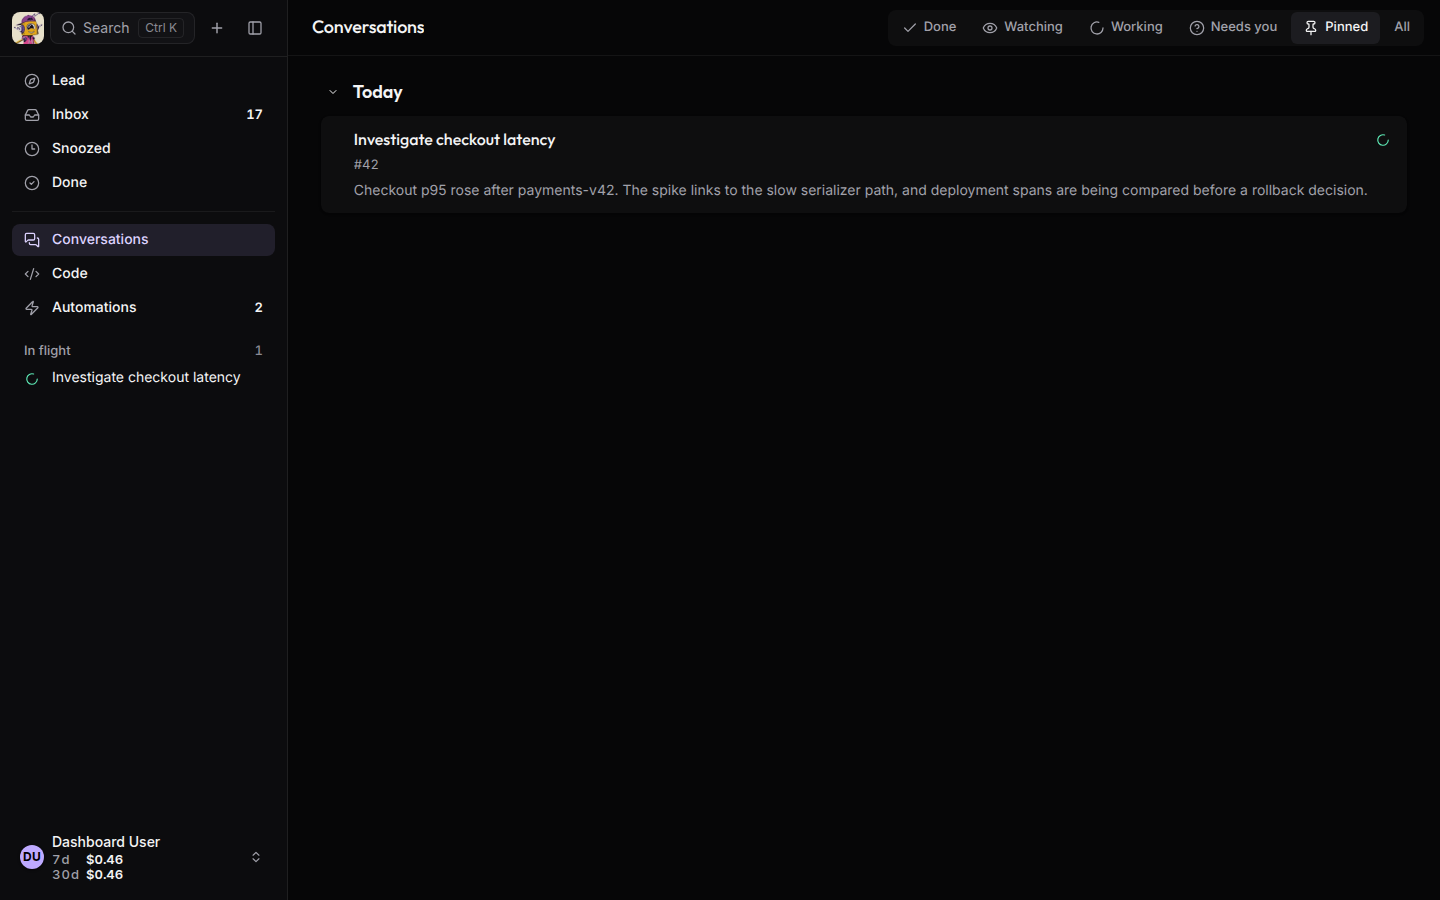 Search Ctrl K
Lead
Inbox 17
Snoozed
Done
Conversations
Code
Automations 2
In flight 1
Investigate checkout latency
Dashboard User
DU
7d $0.46
30d $0.46
Conversations
Done Watching Working Needs you Pinned All
Today
Investigate checkout latency
#42
Checkout p95 rose after payments-v42. The spike links to the slow serializer path, and deployment spans are being compared before a rollback decision.